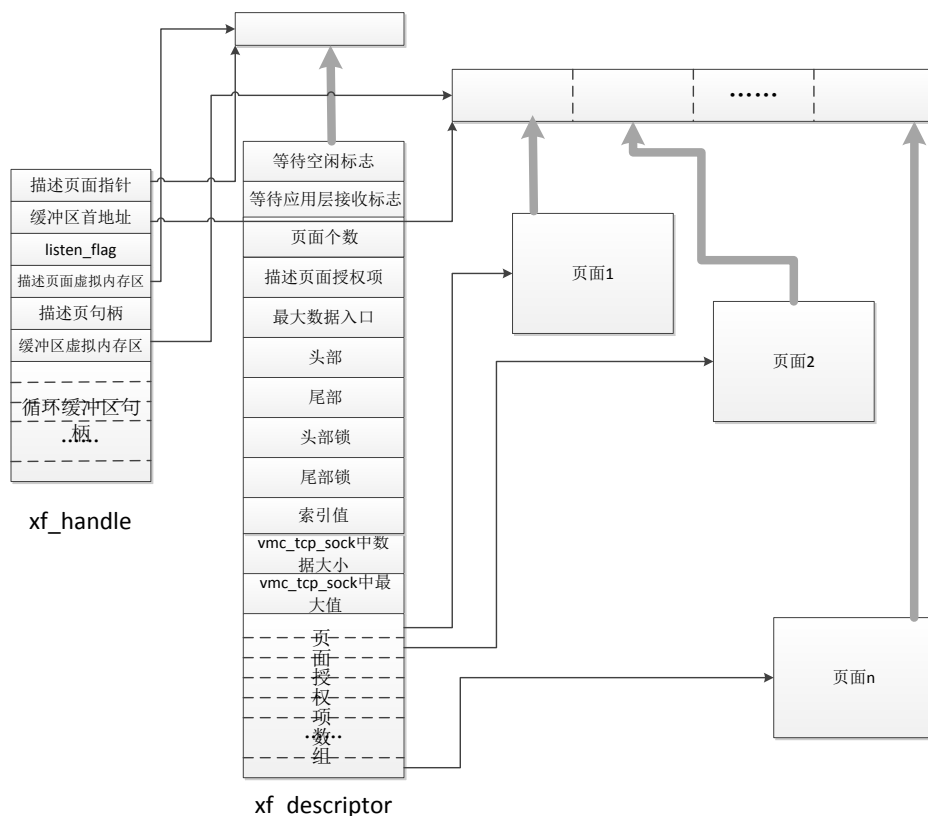 描述页面指针
缓冲区首地址
listen_flag
描述页面虚拟内存区
描述页句柄
缓冲区虚拟内存区
循环缓冲区句
柄
……
xf_handle
等待空闲标志
等待应用层接收标志
页面个数
描述页面授权项
最大数据入口
头部
尾部
头部锁
尾部锁
索引值
vmc_tcp_sock中数
据大小
vmc_tcp_sock中最
大值
页
面
授
权
项
数
组
……
xf_descriptor
……
页面1
页面2
页面n